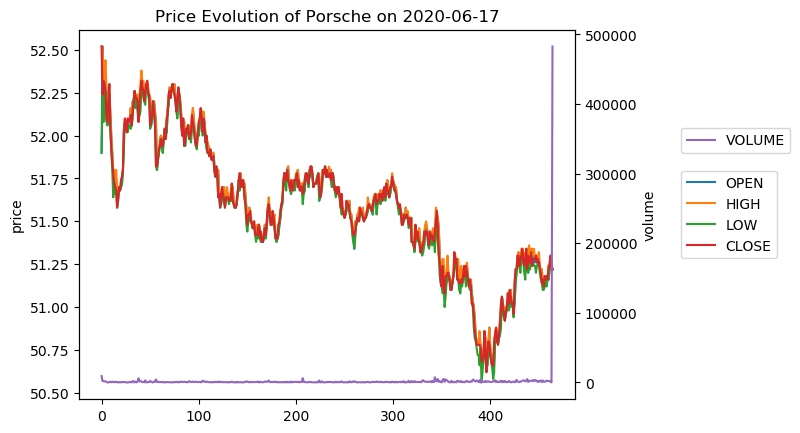 Price Evolution of Porsche on 2020-06-17
price
52.50
52.25
52.00
51.75
51.50
51.25
51.00
50.75
50.50
0
100
200
300
400
500000
400000
300000
200000
100000
0
volume
VOLUME
OPEN
HIGH
LOW
CLOSE